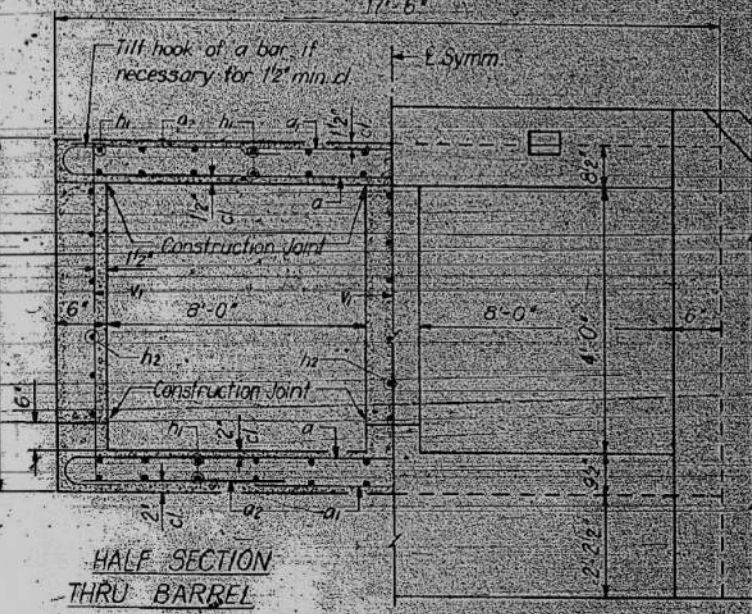 17'-6"
Tilt hook of a bar if
necessary for 1½" min. cl.
℄ Symm.
h₁
a₂
h₁
a₁
1½"
cl
8½"
1½"
cl
a
Construction Joint
1½"
v₁
v₁
6"
8'-0"
8'-0"
6"
4'-0"
h₂
h₂
6"
Construction Joint
h₁
2"
cl.
a
9½"
2"
cl
a₂
a₁
2'-2½"
HALF SECTION
THRU BARREL